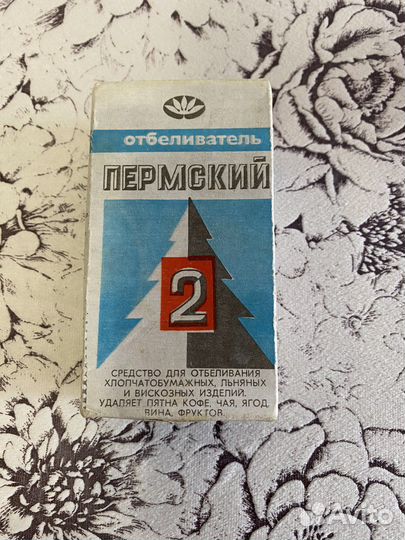 отбеливатель
ПЕРМСКИЙ
2
СРЕДСТВО ДЛЯ ОТБЕЛИВАНИЯ
ХЛОПЧАТОБУМАЖНЫХ, ЛЬНЯНЫХ
И ВИСКОЗНЫХ ИЗДЕЛИЙ.
УДАЛЯЕТ ПЯТНА КОФЕ, ЧАЯ, ЯГОД,
ВИНА, ФРУКТОВ
Avito